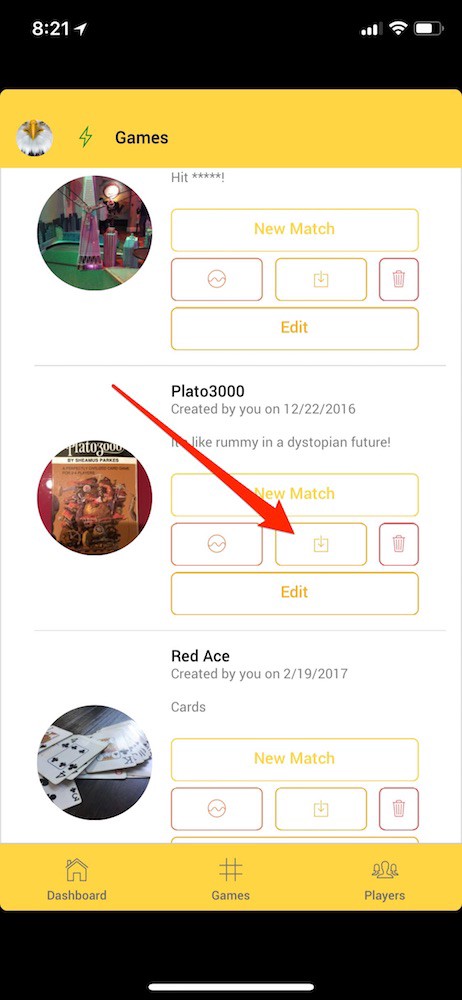 8:21
Games
Hit *****!
New Match
Edit
Plato3000
Created by you on 12/22/2016
It's like rummy in a dystopian future!
Plato3000
BY SHEAMUS PARKES
New Match
Edit
Red Ace
Created by you on 2/19/2017
Cards
New Match
Dashboard
Games
Players